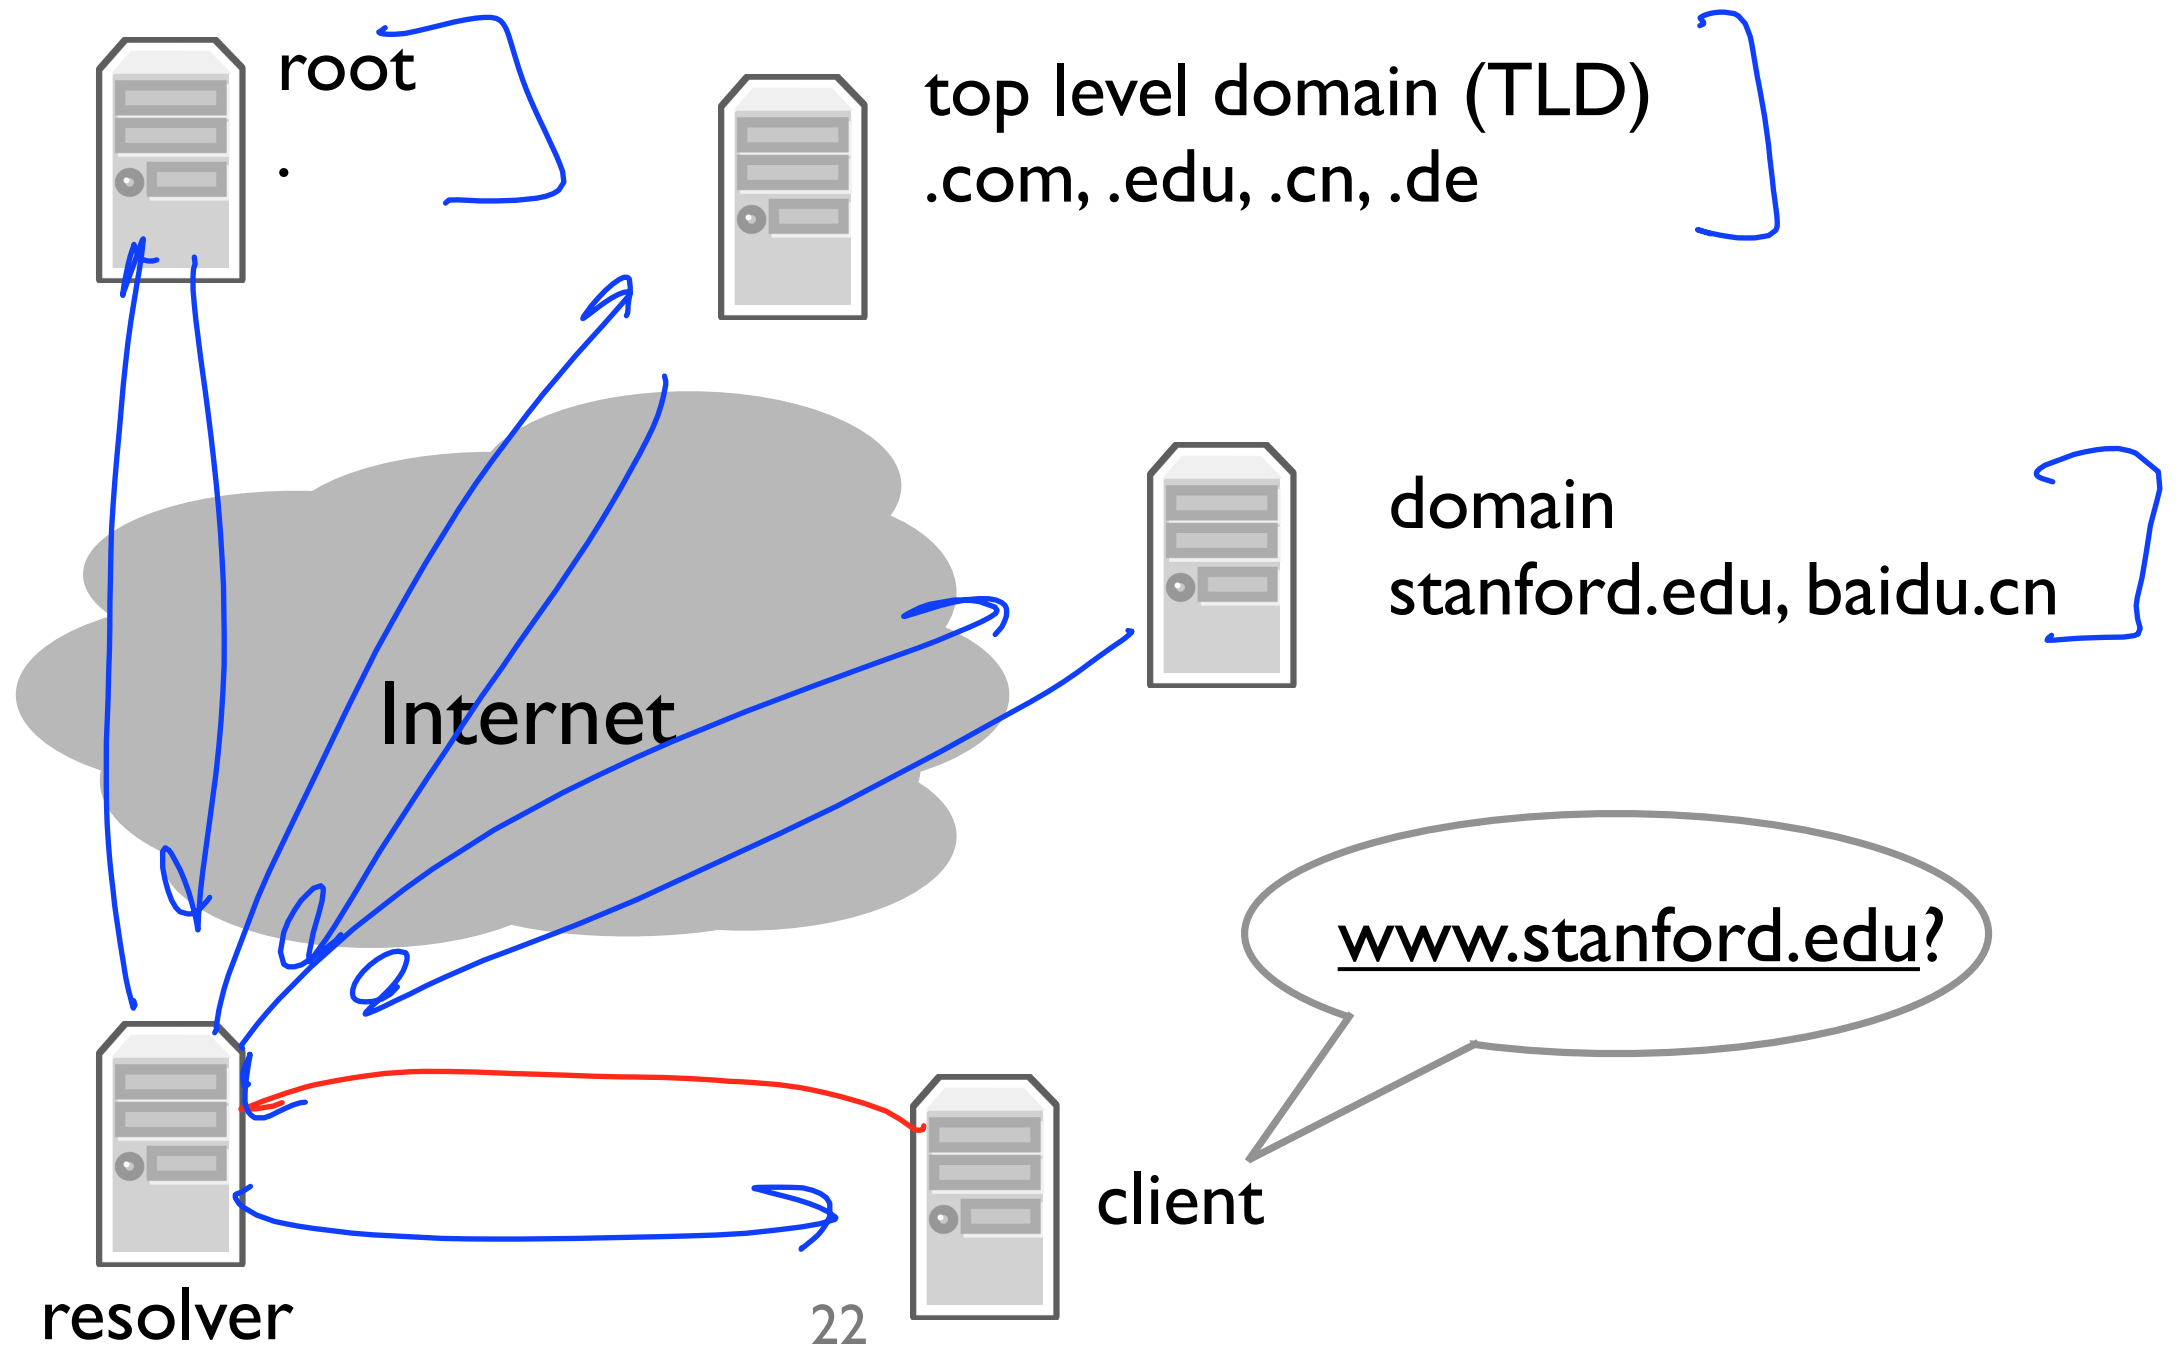 root
.
top level domain (TLD)
.com, .edu, .cn, .de
domain
stanford.edu, baidu.cn
Internet
www.stanford.edu?
client
resolver
22